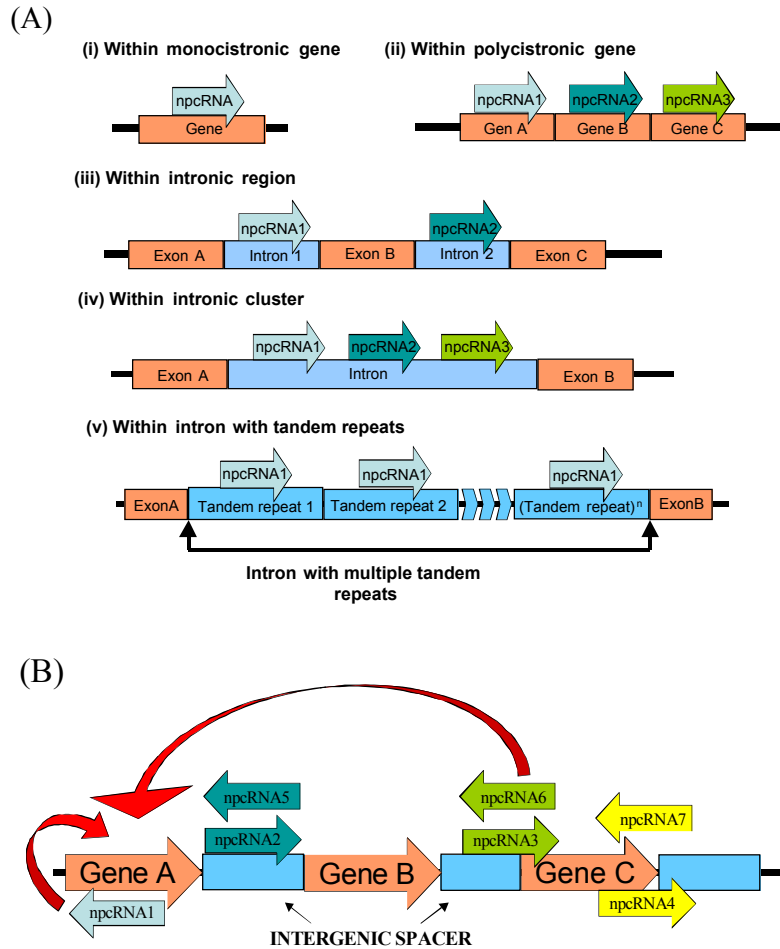 (A)
(i) Within monocistronic gene
(ii) Within polycistronic gene
npcRNA
Gene
npcRNA1
npcRNA2
npcRNA3
Gen A
Gene B
Gene C
(iii) Within intronic region
npcRNA1
npcRNA2
Exon A
Intron 1
Exon B
Intron 2
Exon C
(iv) Within intronic cluster
npcRNA1
npcRNA2
npcRNA3
Exon A
Intron
Exon B
(v) Within intron with tandem repeats
npcRNA1
npcRNA1
npcRNA1
ExonA
Tandem repeat 1
Tandem repeat 2
(Tandem repeat)ⁿ
ExonB
Intron with multiple tandem
repeats
(B)
npcRNA5
npcRNA6
npcRNA7
npcRNA2
npcRNA3
Gene A
Gene B
Gene C
npcRNA1
npcRNA4
INTERGENIC SPACER